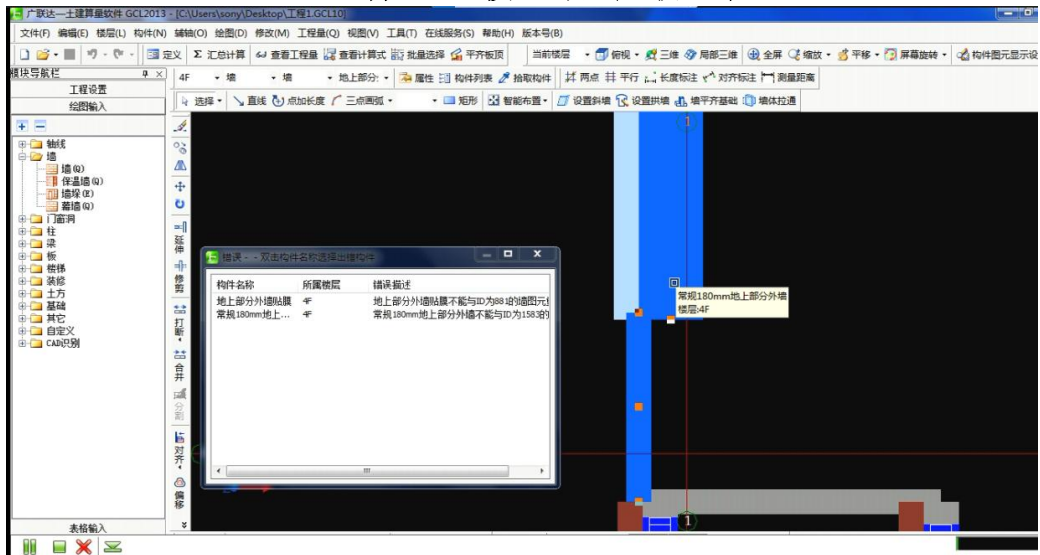 广联达—土建算量软件 GCL2013 - [C:\Users\sony\Desktop\工程1.GCL10]
文件(F) 编辑(E) 楼层(L) 构件(N) 辅轴(O) 绘图(D) 修改(M) 工程量(Q) 视图(V) 工具(T) 在线服务(S) 帮助(H) 版本号(B)
定义 Σ 汇总计算 查看工程量 查看计算式 批量选择 平齐板顶 当前楼层 俯视 三维 局部三维 全屏 缩放 平移 屏幕旋转 构件图元显示设
模块导航栏
4F 墙 墙 地上部分: 属性 构件列表 拾取构件 两点 平行 长度标注 对齐标注 测量距离
工程设置
绘图输入
选择 直线 点加长度 三点画弧 矩形 智能布置 设置斜墙 设置拱墙 墙平齐基础 墙体拉通
轴线
墙
墙(Q)
保温墙(Q)
墙垛(E)
幕墙(Q)
门窗洞
柱
梁
板
楼梯
装修
土方
基础
其它
自定义
CAD识别
表格输入
延伸
修剪
打断
合并
分割
对齐
偏移
错误 - - 双击构件名称选择出错构件
构件名称 所属楼层 错误描述
地上部分外墙贴膜 4F 地上部分外墙贴膜不能与ID为881的墙图元
常规180mm地上... 4F 常规180mm地上部分外墙不能与ID为1583的
1
常规180mm地上部分外墙
楼层:4F
1